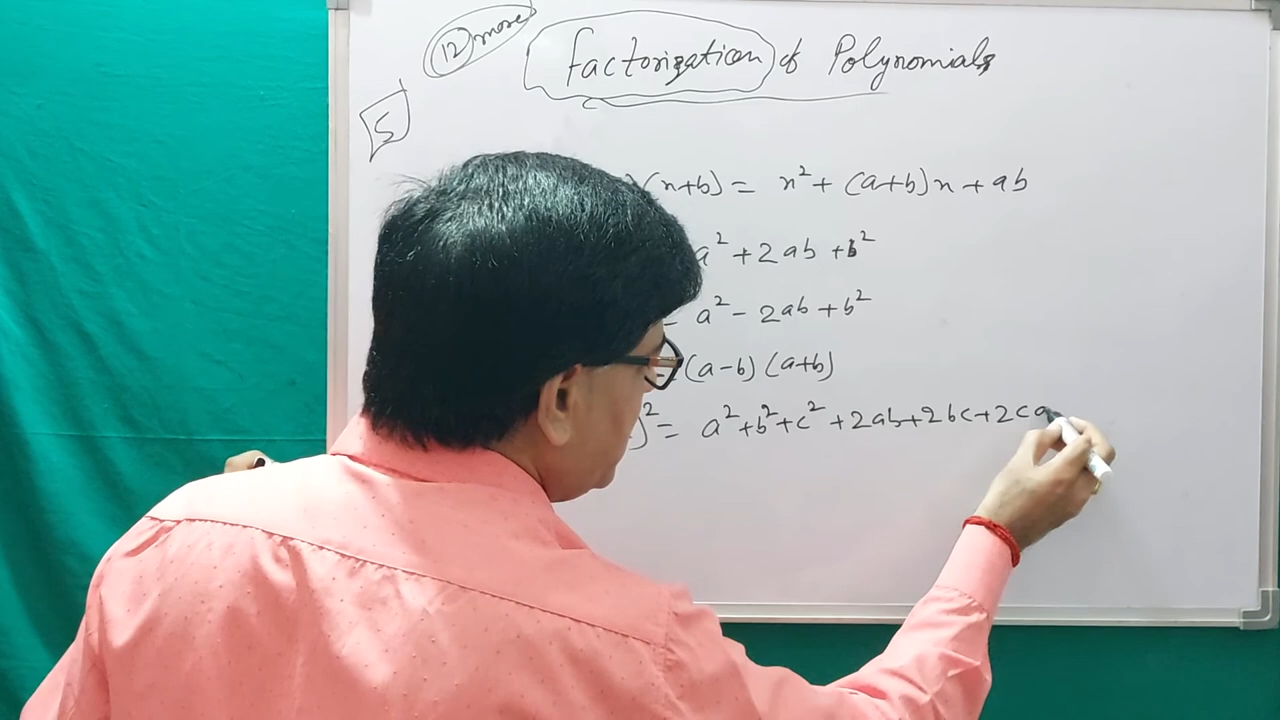 12 more
Factorization of Polynomials
5
(x+b) = x² + (a+b)x + ab
a² + 2ab + b²
= a² - 2ab + b²
= (a-b) (a+b)
)² = a² + b² + c² + 2ab + 2bc + 2ca